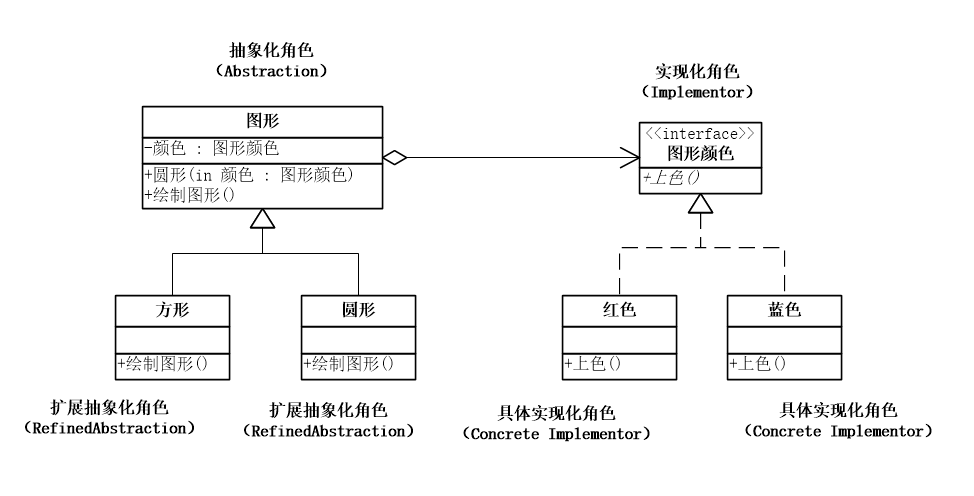 抽象化角色
(Abstraction)
实现化角色
(Implementor)
图形
-颜色 : 图形颜色
+圆形(in 颜色 : 图形颜色)
+绘制图形()
<<interface>>
图形颜色
+上色()
方形
+绘制图形()
圆形
+绘制图形()
红色
+上色()
蓝色
+上色()
扩展抽象化角色
(RefinedAbstraction)
扩展抽象化角色
(RefinedAbstraction)
具体实现化角色
(Concrete Implementor)
具体实现化角色
(Concrete Implementor)